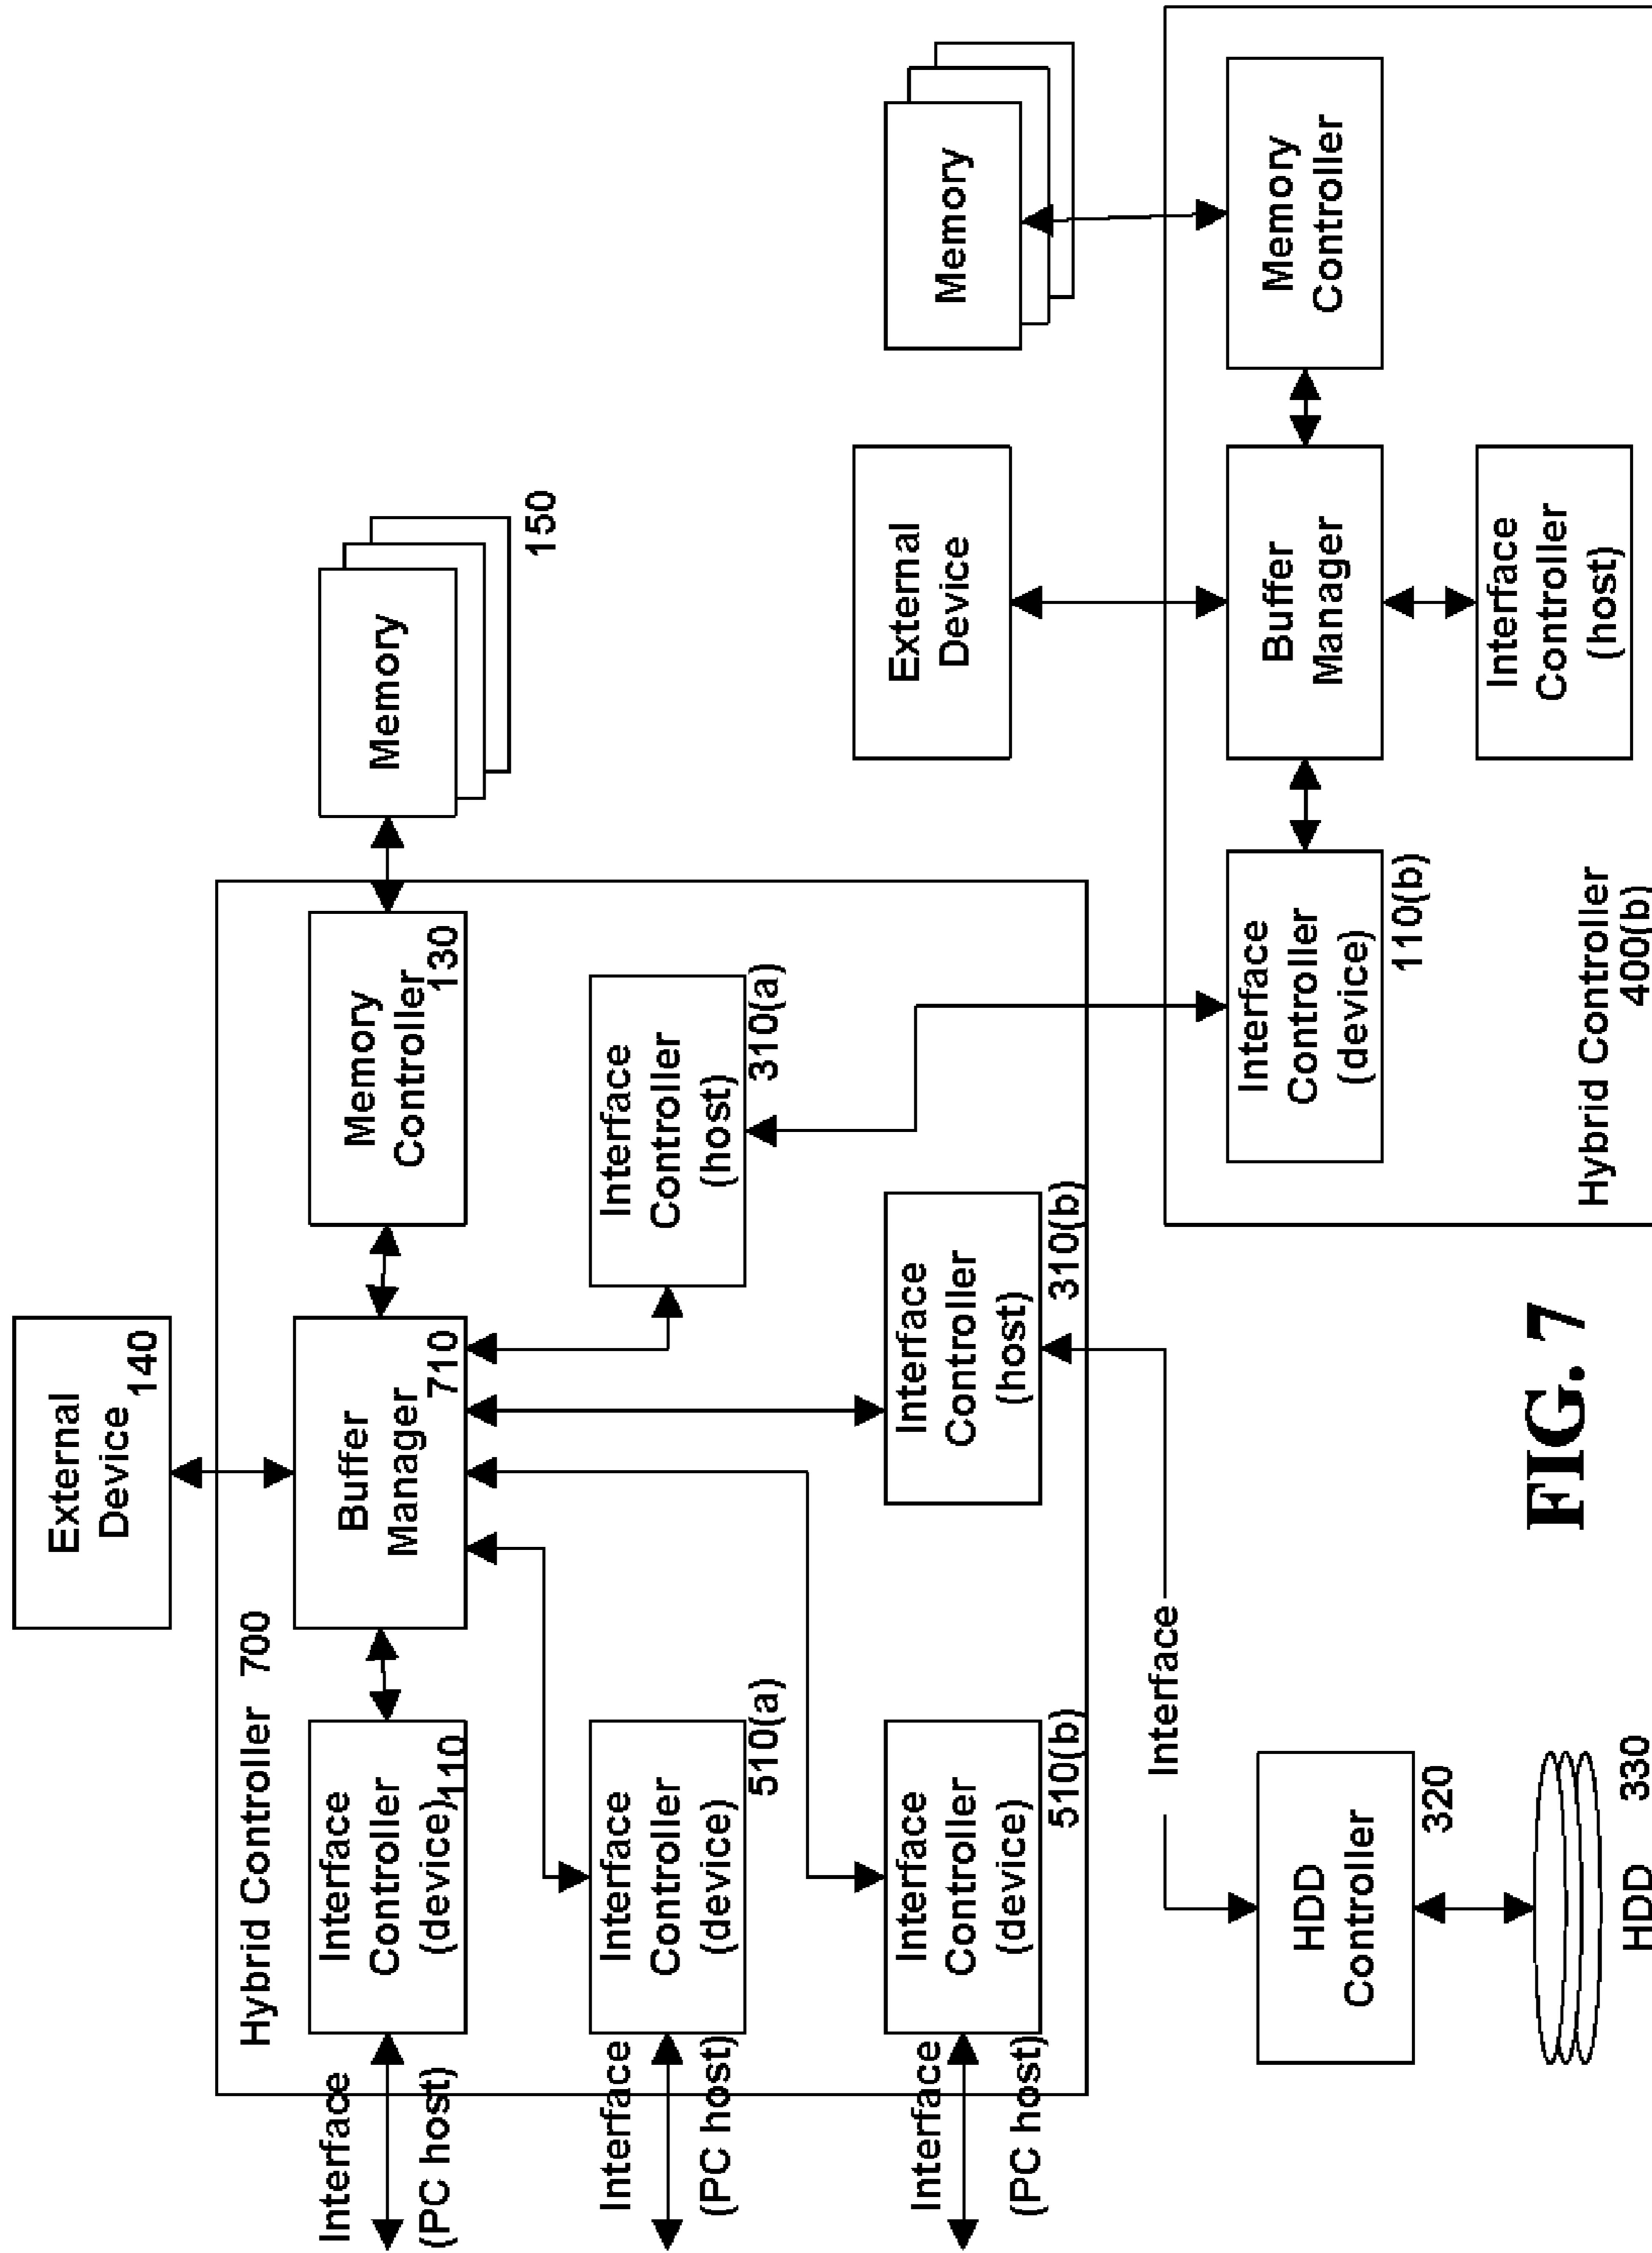 External
Device
140
Hybrid Controller 700
Interface
(PC host)
Interface
Controller
(device)
110
Buffer
Manager
710
Memory
Controller
130
Memory
150
Interface
(PC host)
Interface
Controller
(device)
510(a)
Interface
Controller
(host)
310(a)
Interface
(PC host)
Interface
Controller
(device)
510(b)
Interface
Controller
(host)
310(b)
Interface
HDD
Controller
320
HDD 330
External
Device
Memory
Interface
Controller
(device)
110(b)
Buffer
Manager
Memory
Controller
Interface
Controller
(host)
Hybrid Controller
400(b)
FIG. 7